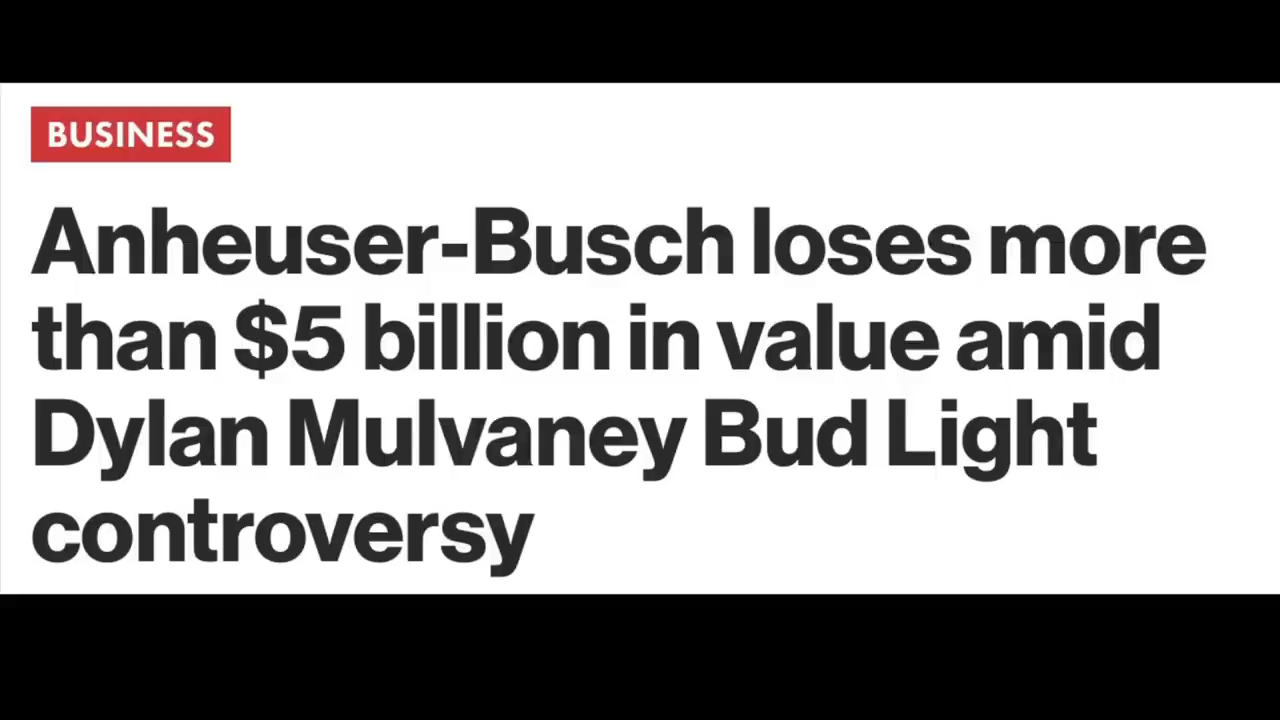 BUSINESS
Anheuser-Busch loses more
than $5 billion in value amid
Dylan Mulvaney Bud Light
controversy